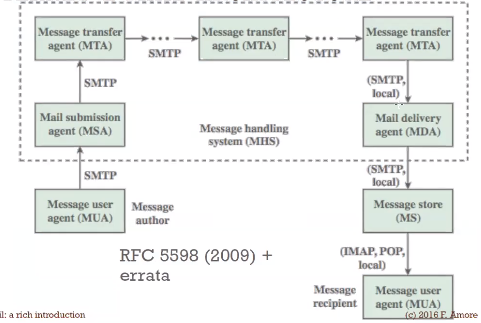 Message transfer
agent (MTA)
SMTP
Message transfer
agent (MTA)
SMTP
Message transfer
agent (MTA)
SMTP
(SMTP,
local)
Mail submission
agent (MSA)
Message handling
system (MHS)
Mail delivery
agent (MDA)
SMTP
(SMTP,
local)
Message user
agent (MUA)
Message
author
Message store
(MS)
RFC 5598 (2009) +
errata
(IMAP, POP,
local)
Message
recipient
Message user
agent (MUA)
il: a rich introduction
(c) 2016 F. Amore